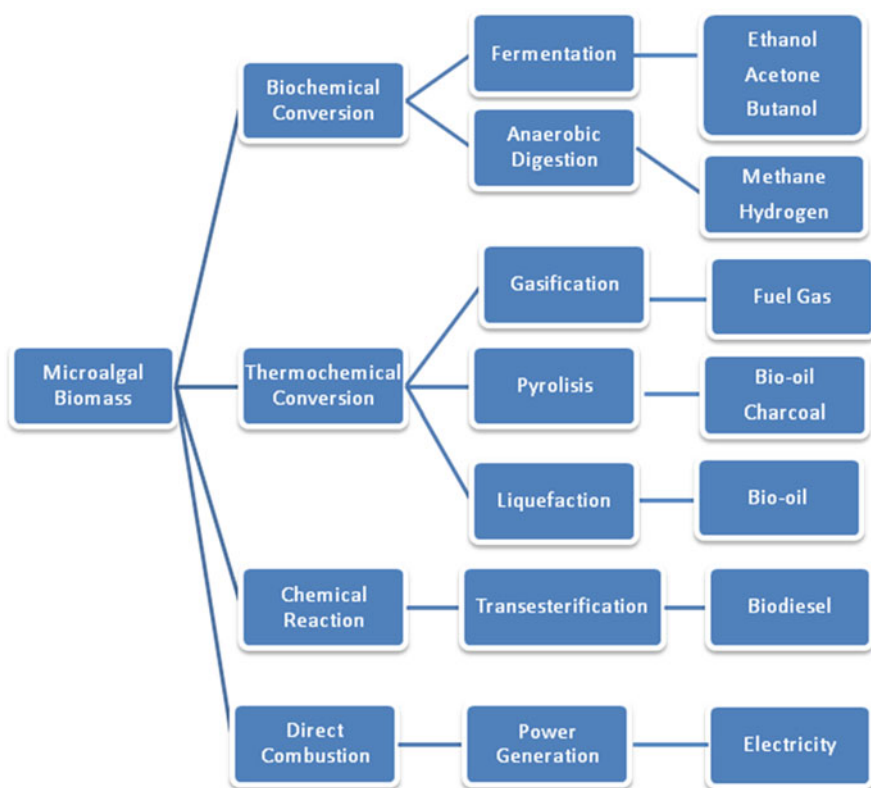 Microalgal
Biomass
Biochemical
Conversion
Fermentation
Ethanol
Acetone
Butanol
Anaerobic
Digestion
Methane
Hydrogen
Thermochemical
Conversion
Gasification
Fuel Gas
Pyrolisis
Bio-oil
Charcoal
Liquefaction
Bio-oil
Chemical
Reaction
Transesterification
Biodiesel
Direct
Combustion
Power
Generation
Electricity